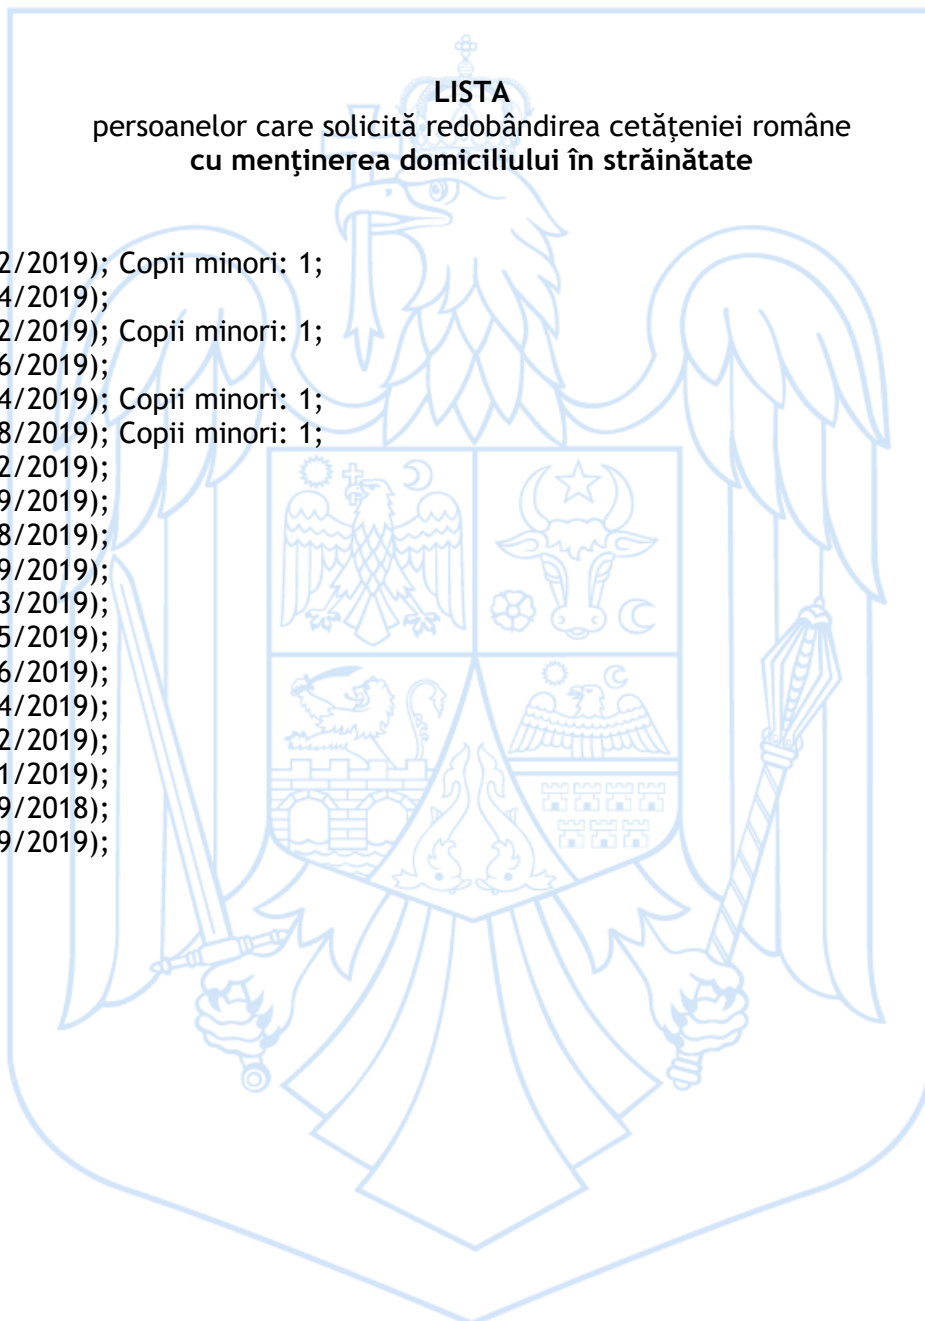 LISTA
persoanelor care solicită redobândirea cetăţeniei române
cu menţinerea domiciliului în străinătate
2/2019); Copii minori: 1;
4/2019);
2/2019); Copii minori: 1;
6/2019);
4/2019); Copii minori: 1;
8/2019); Copii minori: 1;
2/2019);
9/2019);
8/2019);
9/2019);
3/2019);
5/2019);
6/2019);
4/2019);
2/2019);
1/2019);
9/2018);
9/2019);